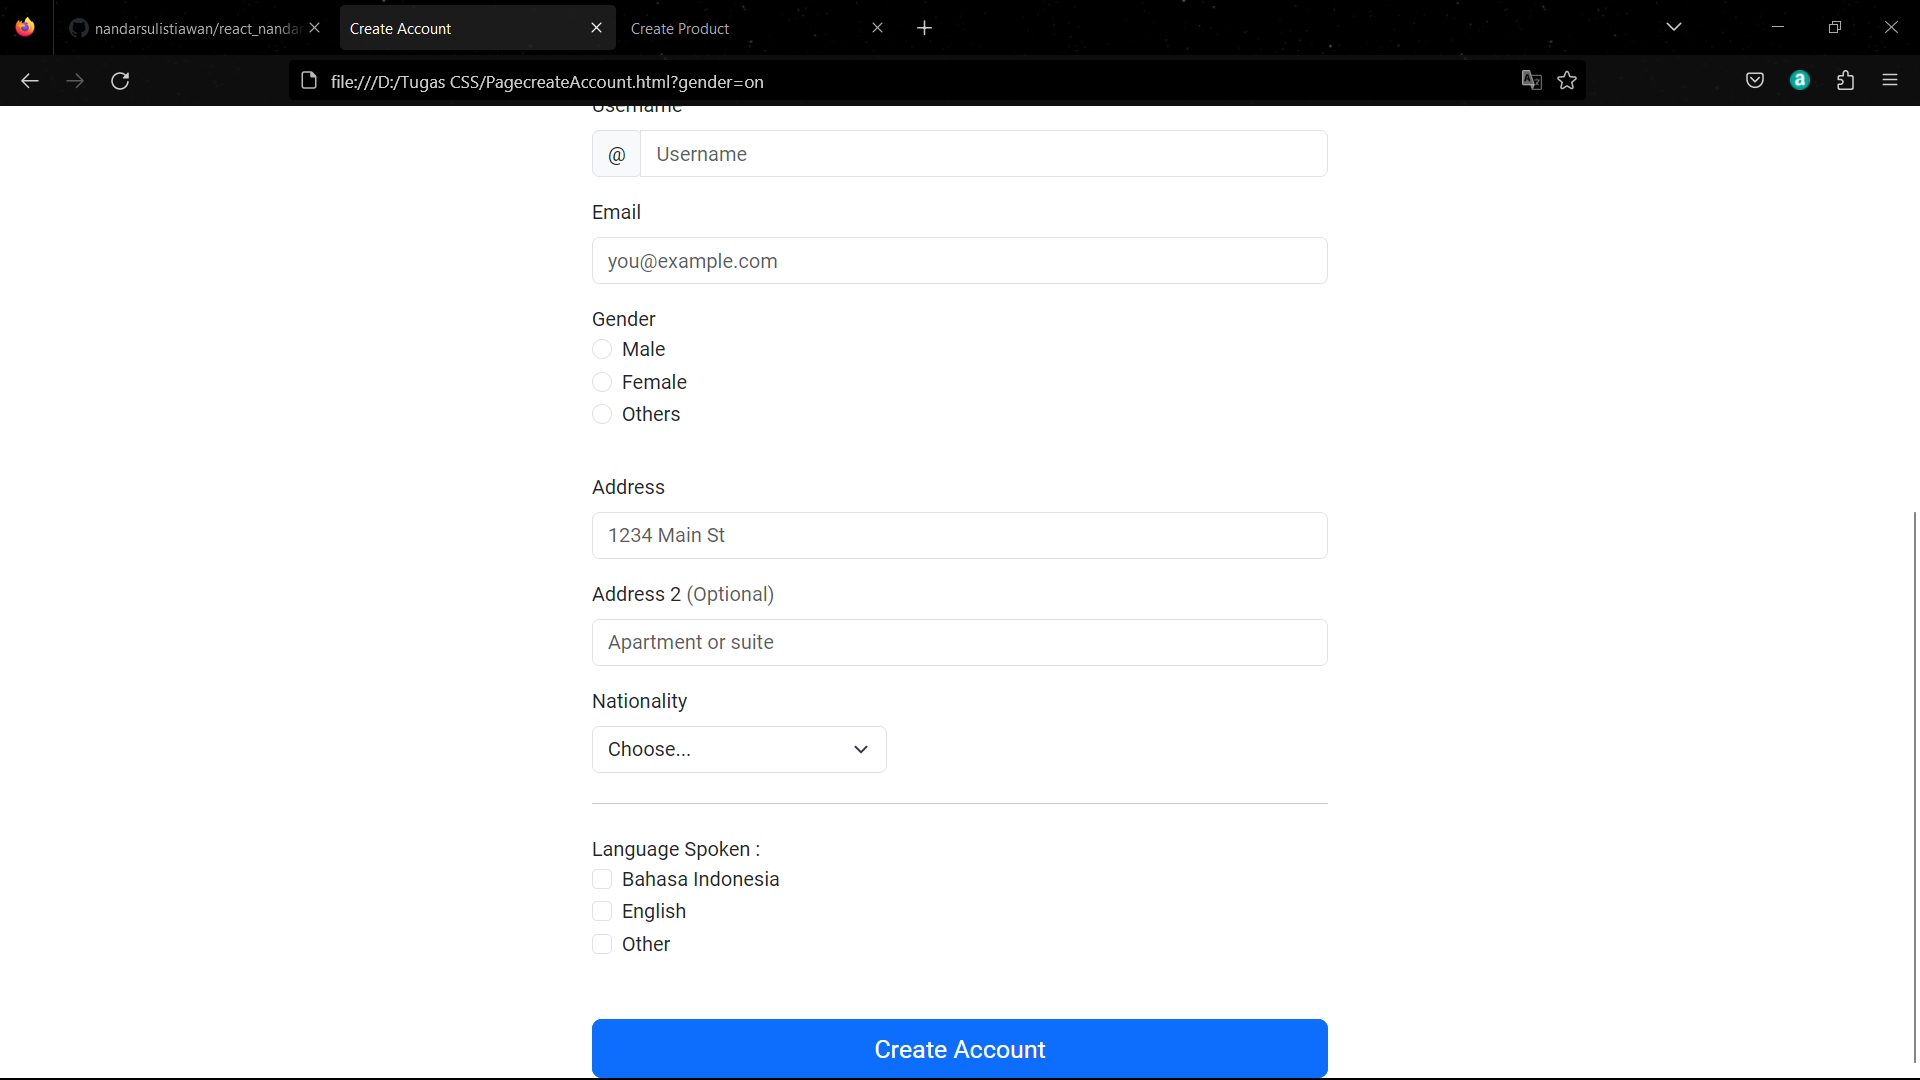 nandarsulistiawan/react_nanda
Create Account
Create Product
file:///D:/Tugas CSS/PagecreateAccount.html?gender=on
Username
@ Username
Email
you@example.com
Gender
Male
Female
Others
Address
1234 Main St
Address 2 (Optional)
Apartment or suite
Nationality
Choose...
Language Spoken :
Bahasa Indonesia
English
Other
Create Account